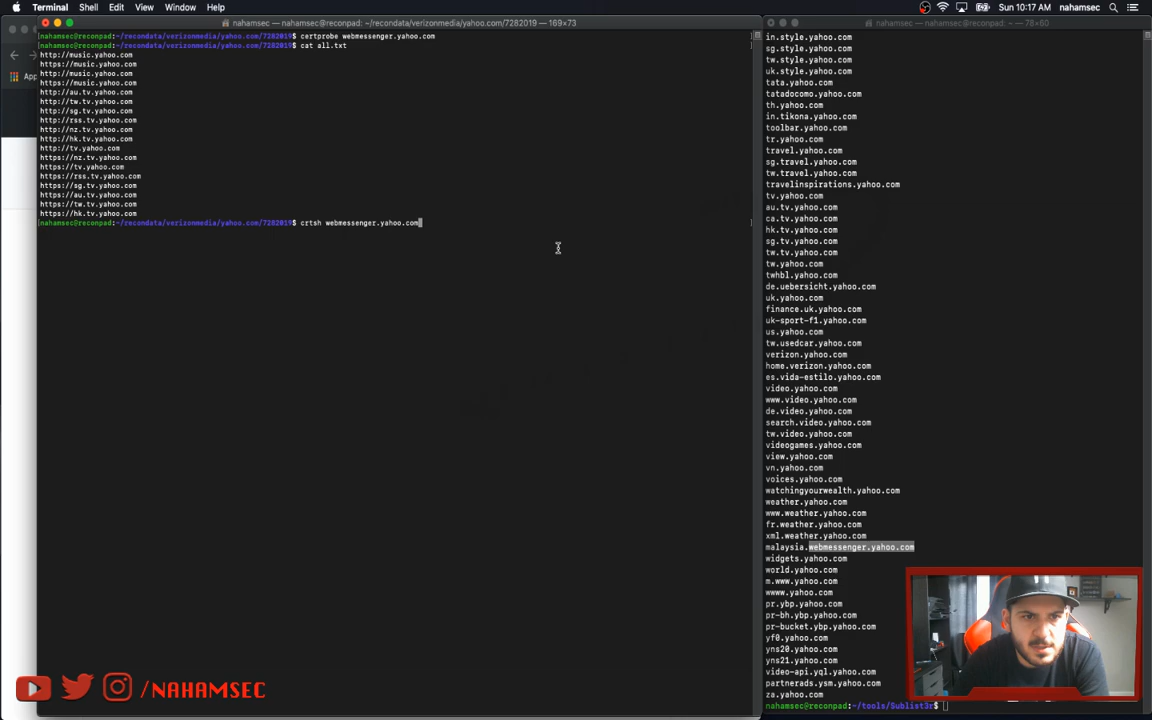 Terminal Shell Edit View Window Help
Sun 10:17 AM nahamsec
nahamsec@reconpad: ~/recondata/verizonmedia/yahoo.com/7282019 — 169×73
nahamsec@reconpad: ~ — 78×60
App
[nahamsec@reconpad:~/recondata/verizonmedia/yahoo.com/7282019$ certprobe webmessenger.yahoo.com
[nahamsec@reconpad:~/recondata/verizonmedia/yahoo.com/7282019$ cat all.txt
http://music.yahoo.com
https://music.yahoo.com
http://music.yahoo.com
https://music.yahoo.com
http://au.tv.yahoo.com
http://tw.tv.yahoo.com
http://sg.tv.yahoo.com
http://rss.tv.yahoo.com
http://nz.tv.yahoo.com
http://hk.tv.yahoo.com
http://tv.yahoo.com
https://nz.tv.yahoo.com
https://tv.yahoo.com
https://rss.tv.yahoo.com
https://sg.tv.yahoo.com
https://au.tv.yahoo.com
https://tw.tv.yahoo.com
https://hk.tv.yahoo.com
[nahamsec@reconpad:~/recondata/verizonmedia/yahoo.com/7282019$ crtsh webmessenger.yahoo.com
in.style.yahoo.com
sg.style.yahoo.com
tw.style.yahoo.com
uk.style.yahoo.com
tata.yahoo.com
tatadocomo.yahoo.com
th.yahoo.com
in.tikona.yahoo.com
toolbar.yahoo.com
tr.yahoo.com
travel.yahoo.com
sg.travel.yahoo.com
tw.travel.yahoo.com
travelinspirations.yahoo.com
tv.yahoo.com
au.tv.yahoo.com
ca.tv.yahoo.com
hk.tv.yahoo.com
sg.tv.yahoo.com
tw.tv.yahoo.com
tw.yahoo.com
twhbl.yahoo.com
de.uebersicht.yahoo.com
uk.yahoo.com
finance.uk.yahoo.com
uk-sport-f1.yahoo.com
us.yahoo.com
tw.usedcar.yahoo.com
verizon.yahoo.com
home.verizon.yahoo.com
es.vida-estilo.yahoo.com
video.yahoo.com
www.video.yahoo.com
de.video.yahoo.com
search.video.yahoo.com
tw.video.yahoo.com
videogames.yahoo.com
view.yahoo.com
vn.yahoo.com
voices.yahoo.com
watchingyourwealth.yahoo.com
weather.yahoo.com
www.weather.yahoo.com
fr.weather.yahoo.com
xml.weather.yahoo.com
malaysia.webmessenger.yahoo.com
widgets.yahoo.com
world.yahoo.com
m.www.yahoo.com
wwww.yahoo.com
pr.ybp.yahoo.com
pr-bh.ybp.yahoo.com
pr-bucket.ybp.yahoo.com
yf0.yahoo.com
yns20.yahoo.com
yns21.yahoo.com
video-api.yql.yahoo.com
partnerads.ysm.yahoo.com
za.yahoo.com
nahamsec@reconpad:~/tools/Sublist3r$
/NAHAMSEC